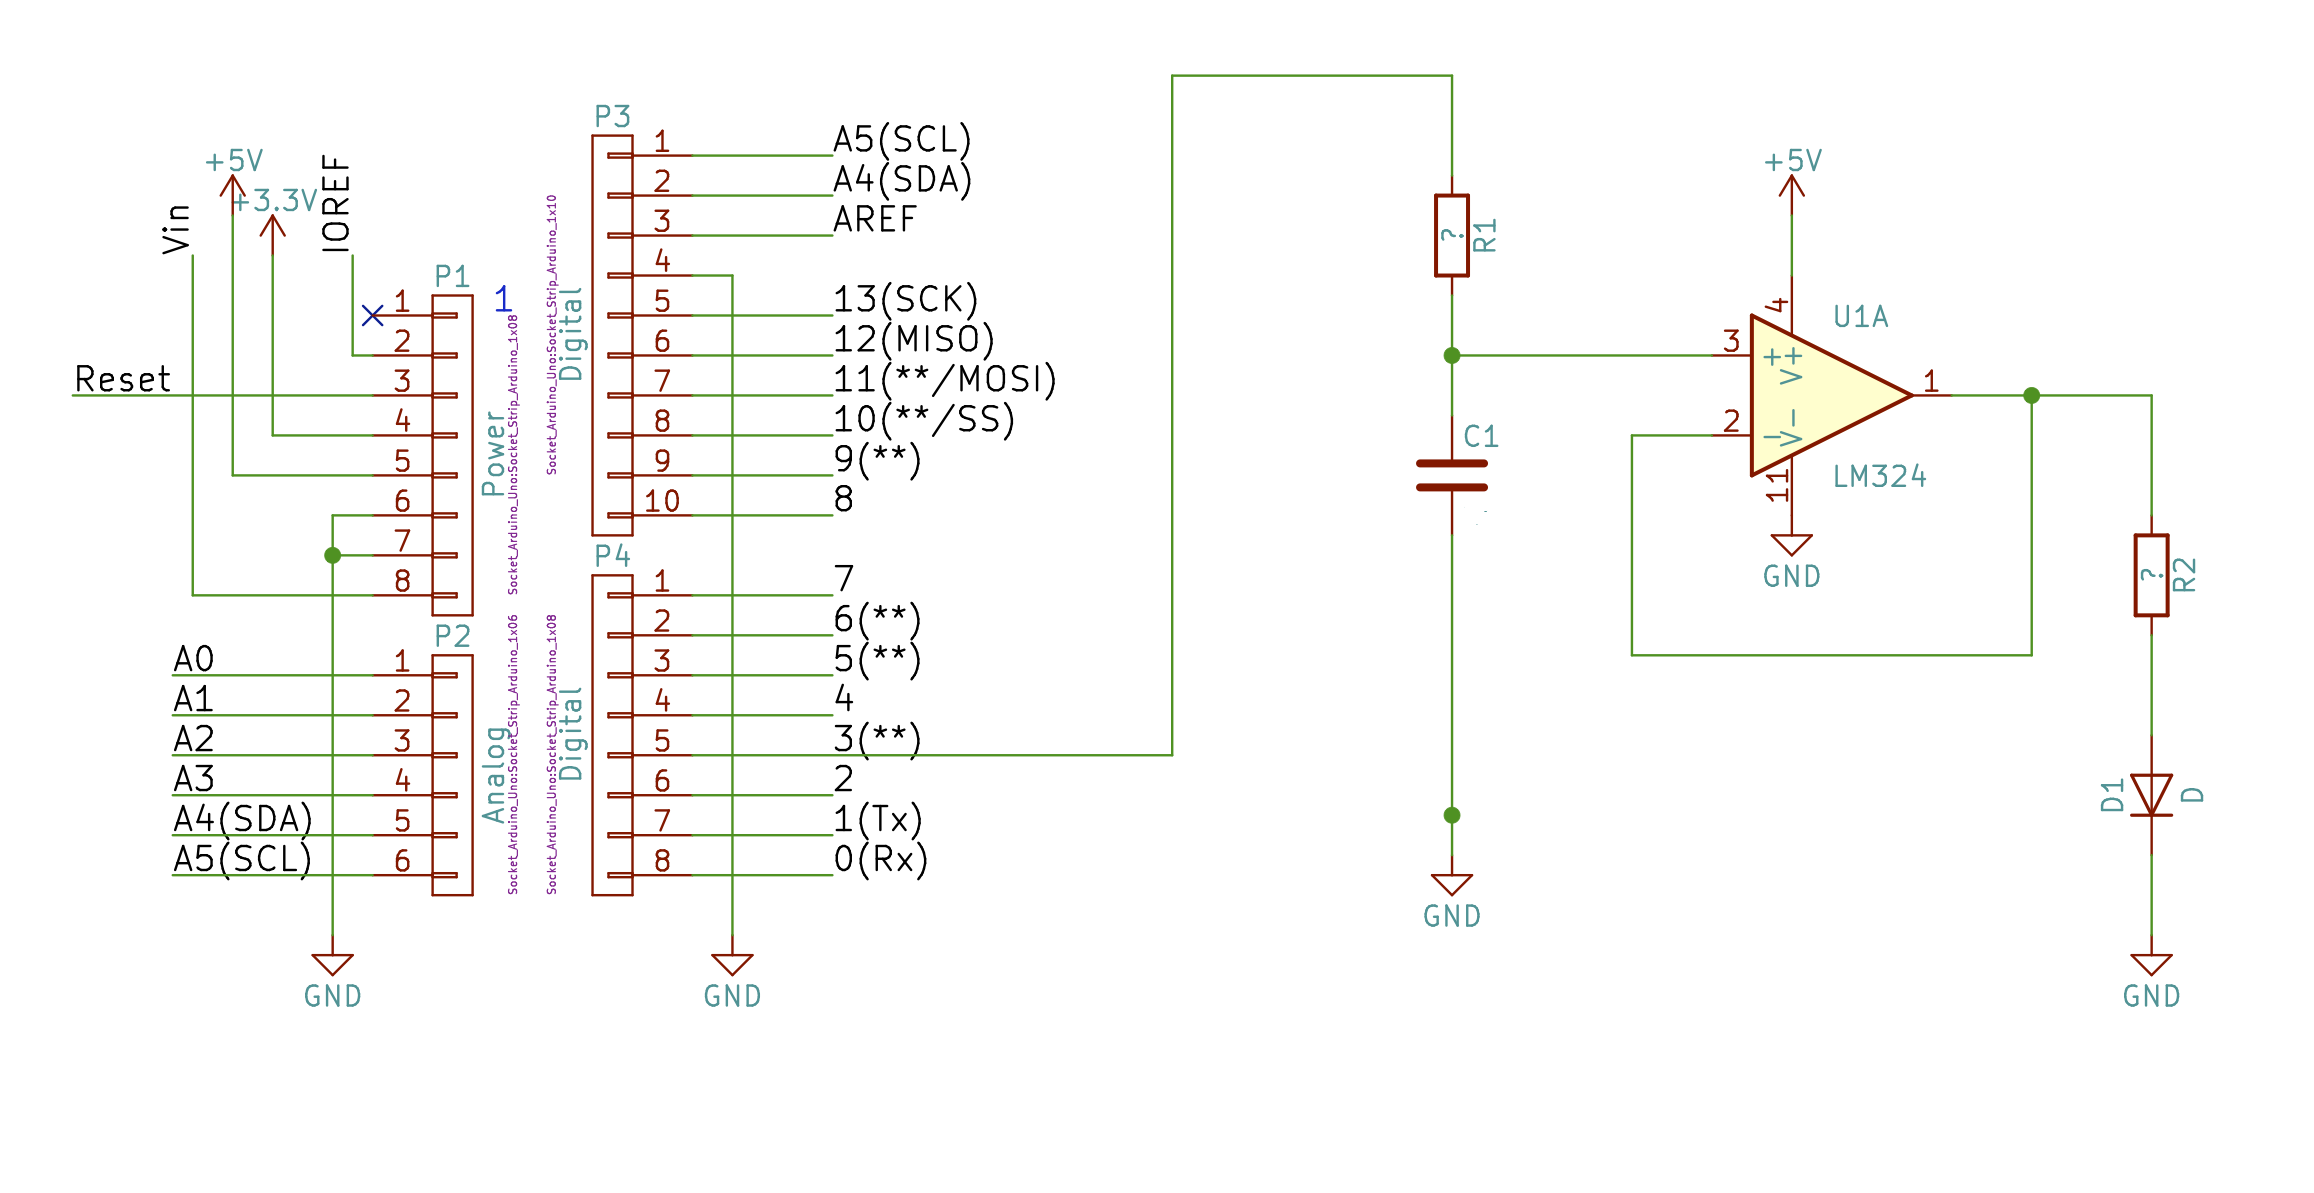 +5V
+3.3V
Vin
IOREF
Reset
P1
1
1
2
3
4
5
6
7
8
Power
Socket_Arduino_Uno:Socket_Strip_Arduino_1x08
GND
P2
A0
A1
A2
A3
A4(SDA)
A5(SCL)
1
2
3
4
5
6
Analog
Socket_Arduino_Uno:Socket_Strip_Arduino_1x06
P3
Socket_Arduino_Uno:Socket_Strip_Arduino_1x10
Digital
1 A5(SCL)
2 A4(SDA)
3 AREF
4
5 13(SCK)
6 12(MISO)
7 11(**/MOSI)
8 10(**/SS)
9 9(**)
10 8
P4
Socket_Arduino_Uno:Socket_Strip_Arduino_1x08
Digital
1 7
2 6(**)
3 5(**)
4 4
5 3(**)
6 2
7 1(Tx)
8 0(Rx)
GND
?
R1
C1
GND
+5V
4
U1A
3
+
V+
1
2
-
V-
11
LM324
GND
?
R2
D1
D
GND